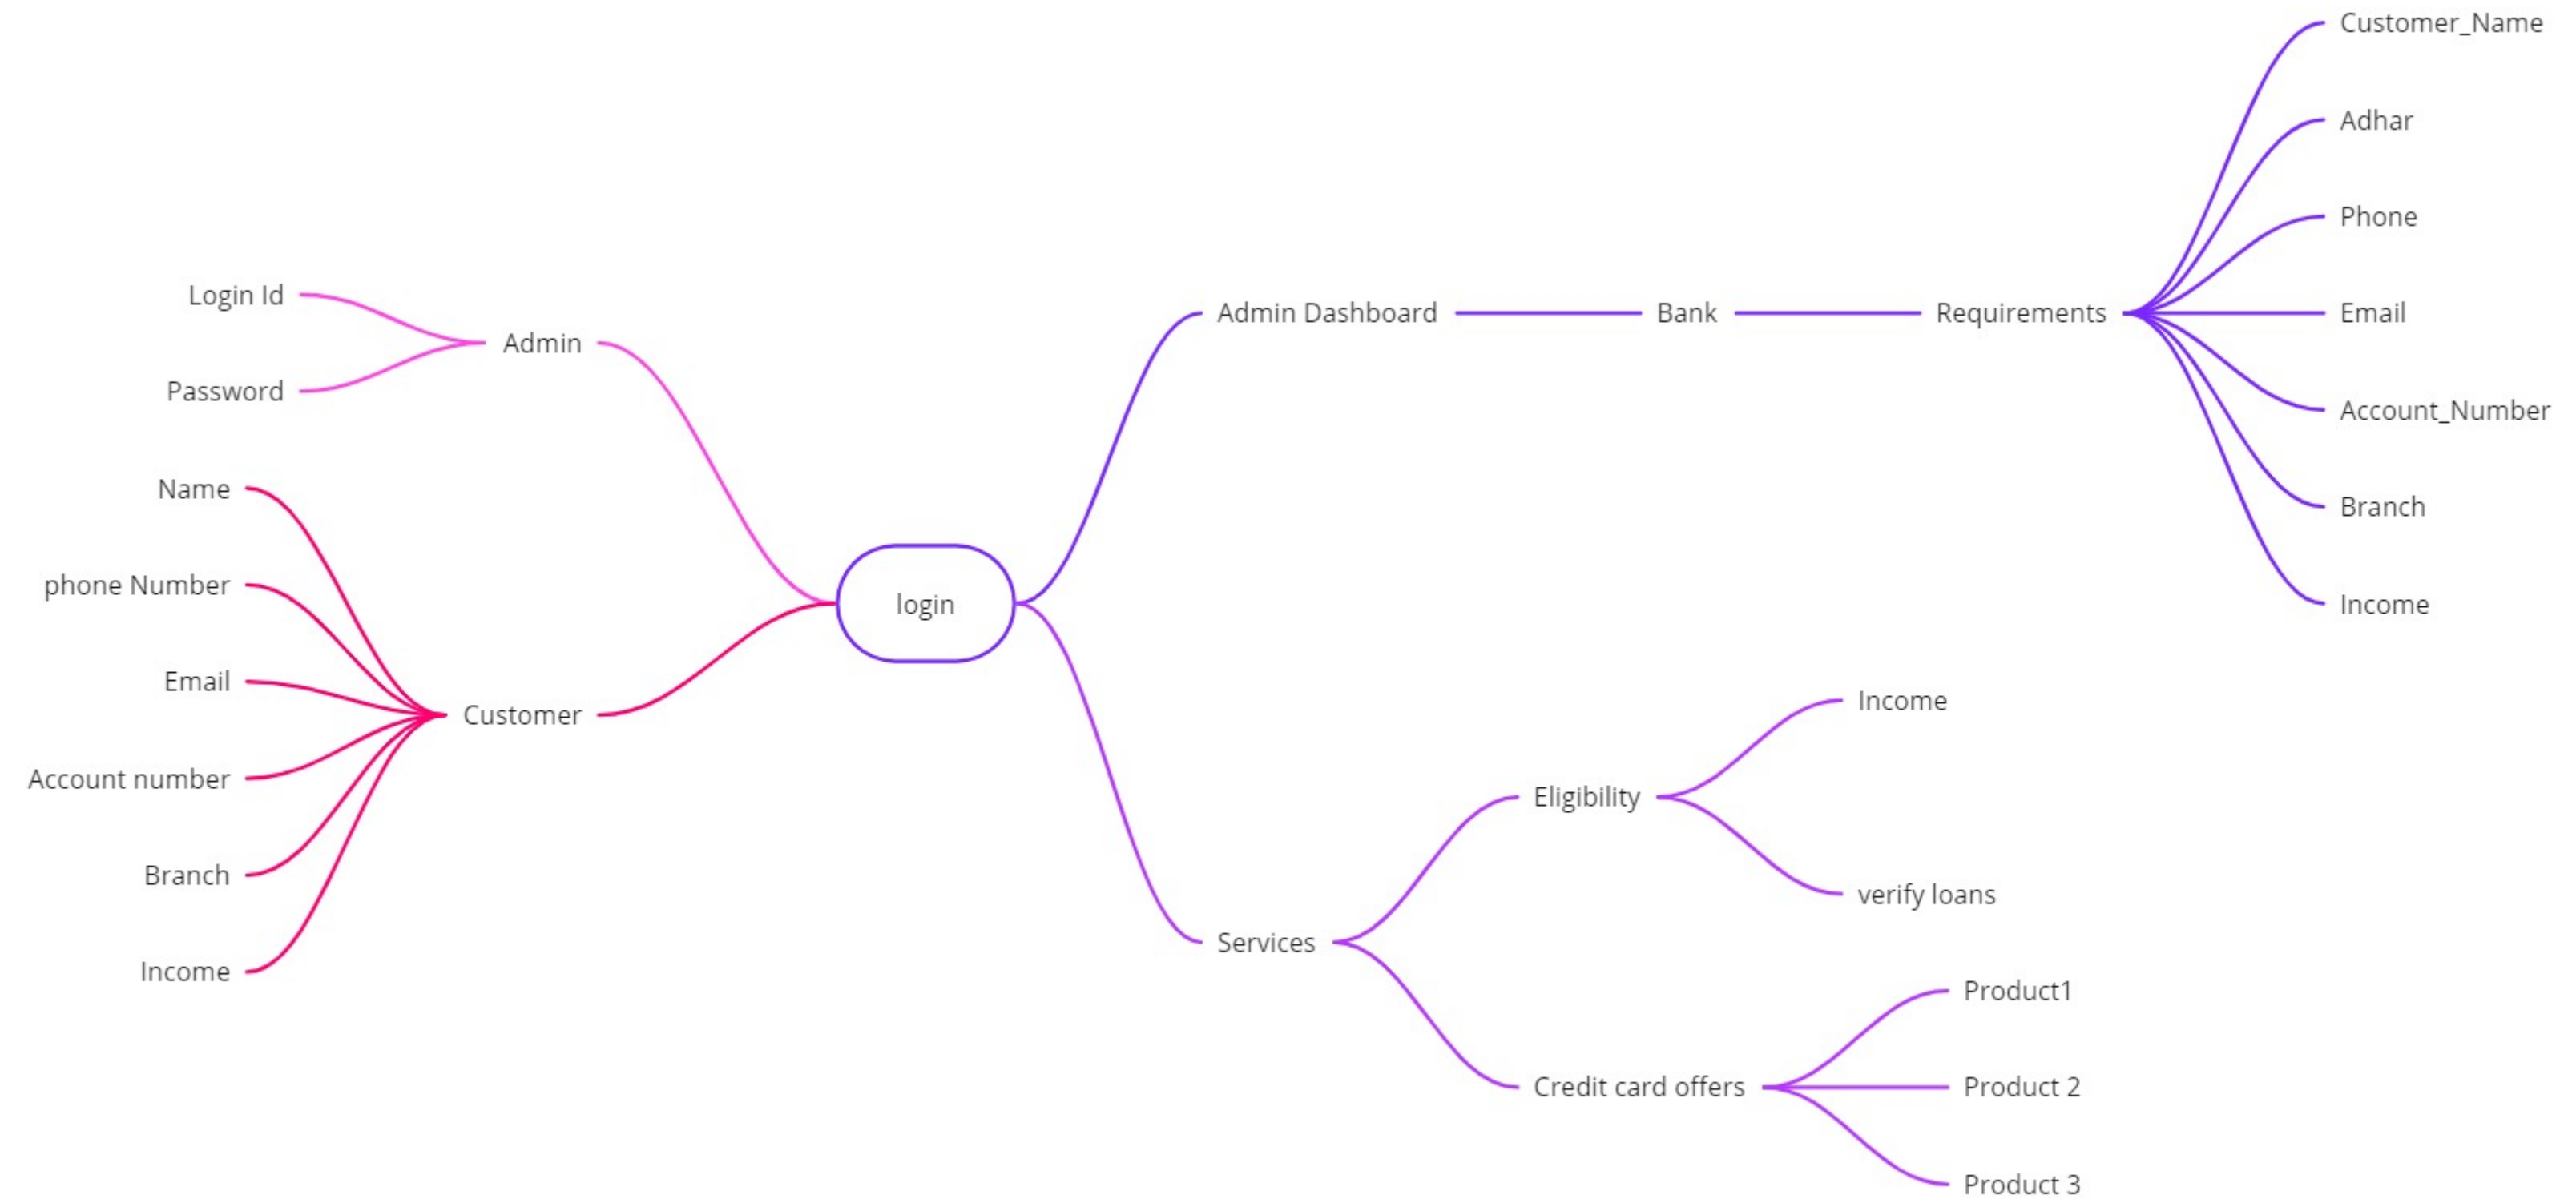 Login Id
Password
Admin
Name
phone Number
Email
Account number
Branch
Income
Customer
login
Admin Dashboard
Bank
Requirements
Customer_Name
Adhar
Phone
Email
Account_Number
Branch
Income
Services
Eligibility
Income
verify loans
Credit card offers
Product1
Product 2
Product 3